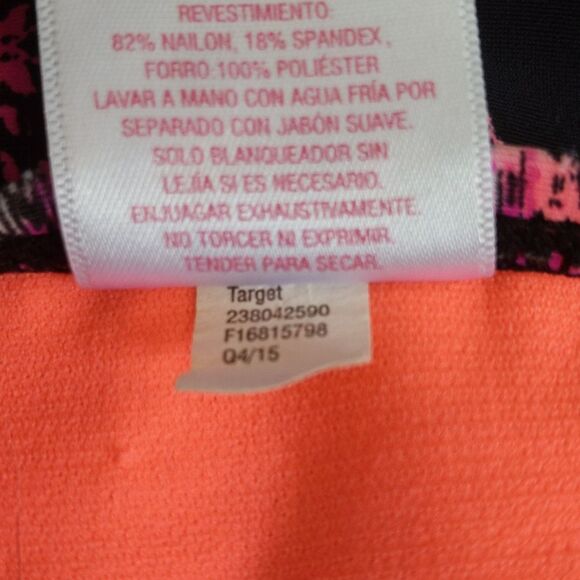 REVESTIMIENTO:
82% NAILON, 18% SPANDEX,
FORRO:100% POLIÉSTER
LAVAR A MANO CON AGUA FRÍA POR
SEPARADO CON JABÓN SUAVE.
SOLO BLANQUEADOR SIN
LEJÍA SI ES NECESARIO.
ENJUAGAR EXHAUSTIVAMENTE.
NO TORCER NI EXPRIMIR.
TENDER PARA SECAR.
Target
238042590
F16815798
Q4/15